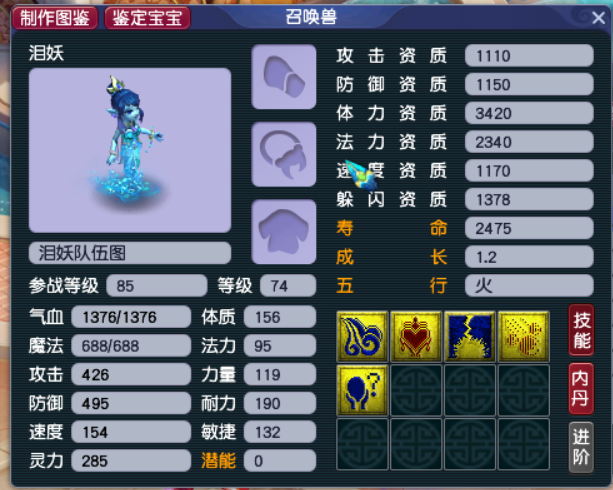 制作图鉴 鉴定宝宝 召唤兽
泪妖
攻击资质 1110
防御资质 1150
体力资质 3420
法力资质 2340
速度资质 1170
躲闪资质 1378
寿命 2475
泪妖队伍图
成长 1.2
参战等级 85 等级 74
五行 火
气血 1376/1376 体质 156
魔法 688/688 法力 95
攻击 426 力量 119
防御 495 耐力 190
速度 154 敏捷 132
灵力 285 潜能 0
技能
内丹
进阶